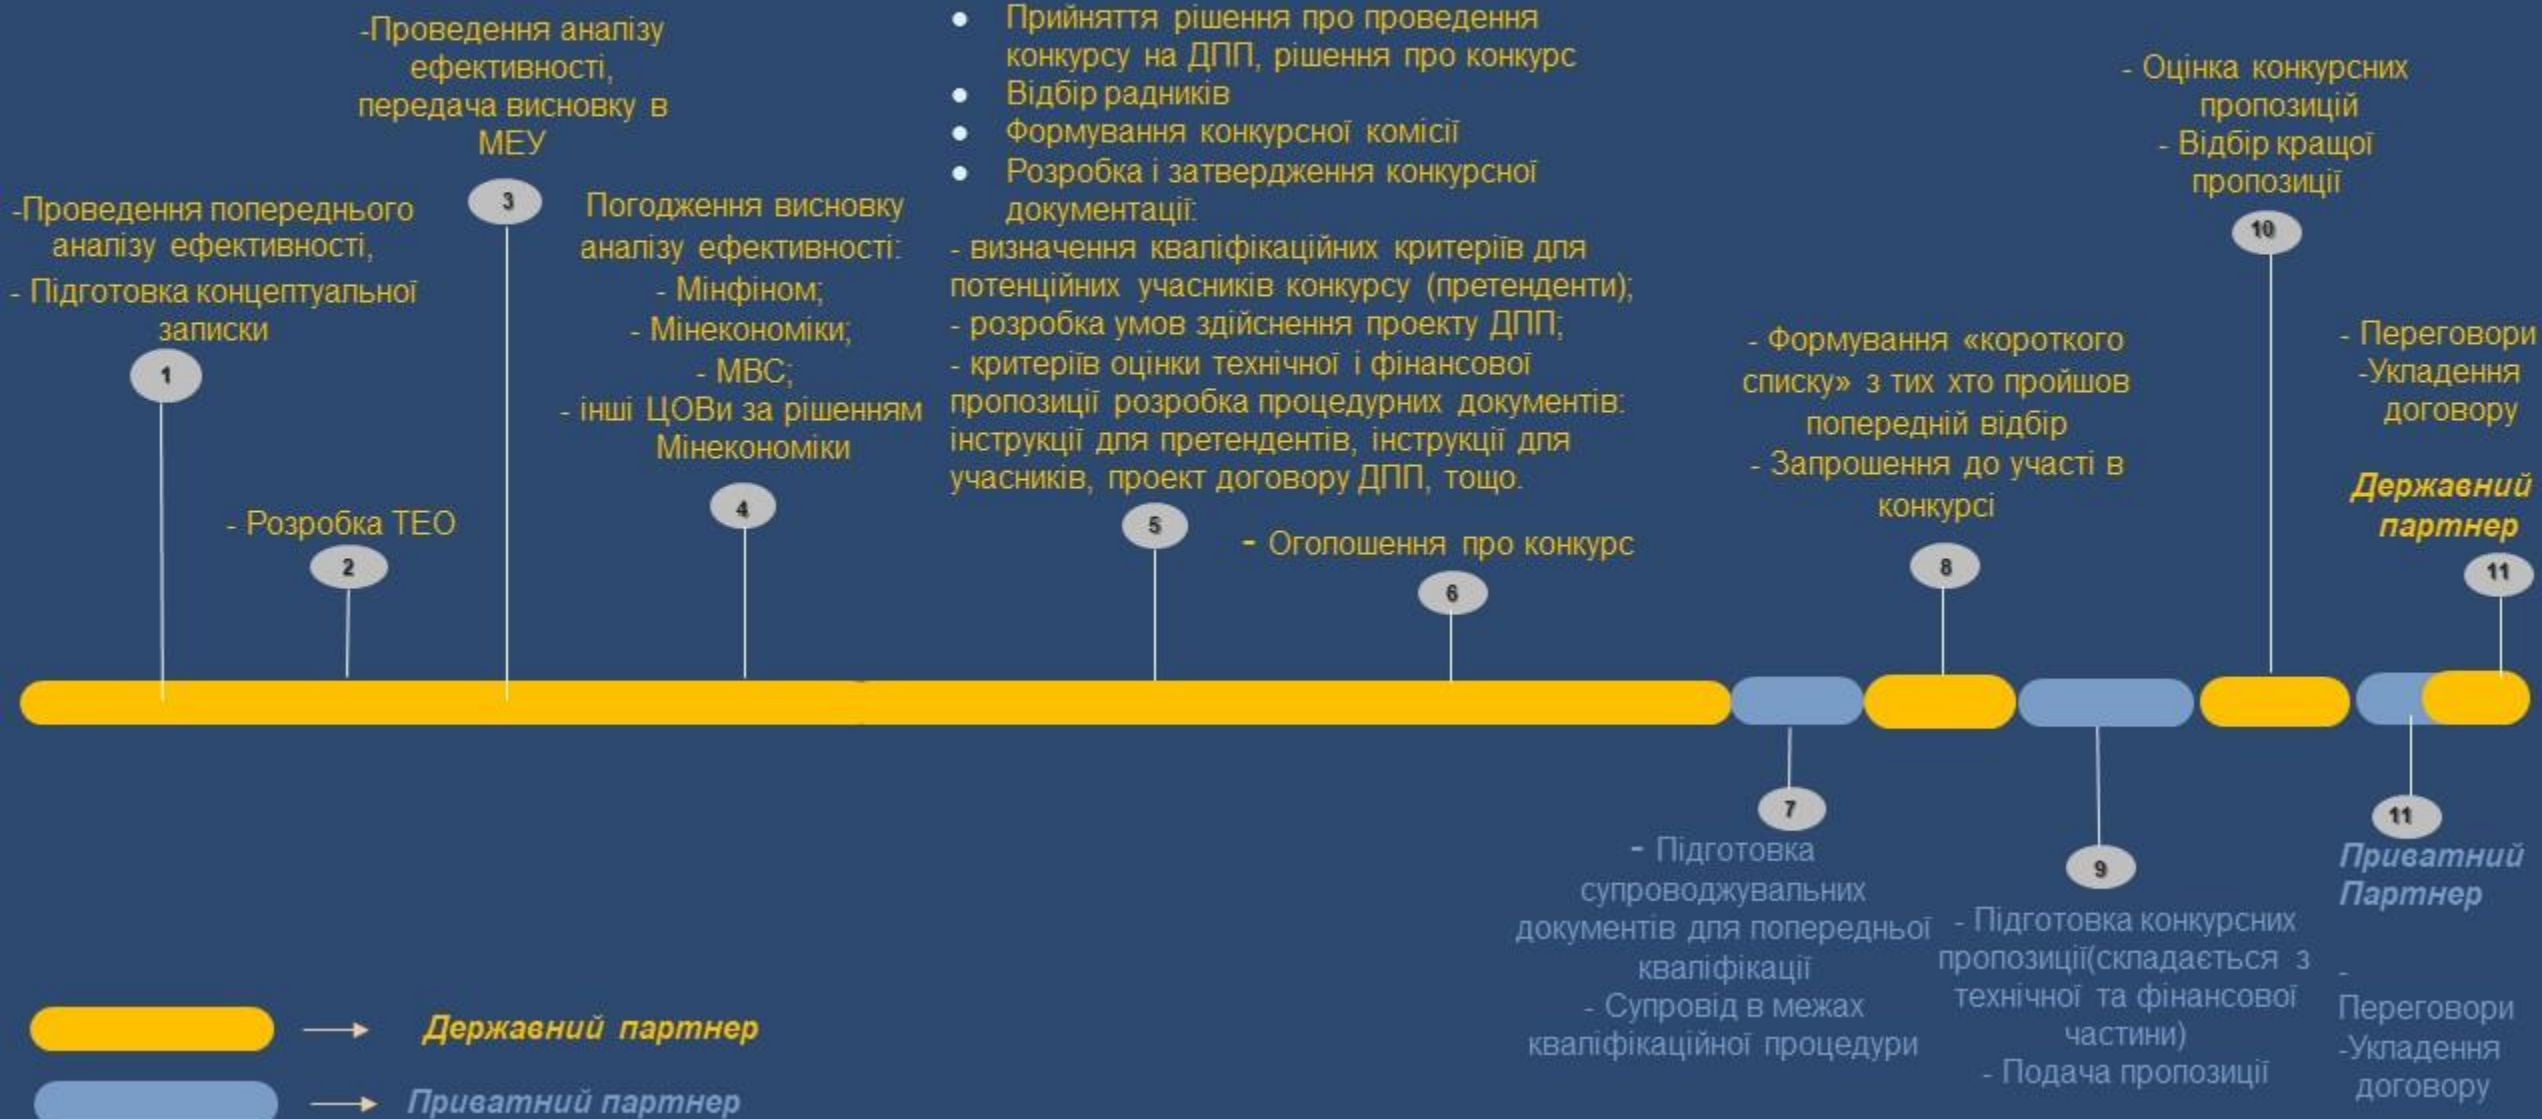 -Проведення попереднього
аналізу ефективності,
- Підготовка концептуальної
записки
1
- Розробка ТЕО
2
-Проведення аналізу
ефективності,
передача висновку в
МЕУ
3
Погодження висновку
аналізу ефективності:
- Мінфіном;
- Мінекономіки;
- МВС;
- інші ЦОВи за рішенням
Мінекономіки
4
● Прийняття рішення про проведення
конкурсу на ДПП, рішення про конкурс
● Відбір радників
● Формування конкурсної комісії
● Розробка і затвердження конкурсної
документації:
- визначення кваліфікаційних критеріїв для
потенційних учасників конкурсу (претенденти);
- розробка умов здійснення проекту ДПП;
- критеріїв оцінки технічної і фінансової
пропозиції розробка процедурних документів:
інструкції для претендентів, інструкції для
учасників, проект договору ДПП, тощо.
5
- Оголошення про конкурс
6
- Формування «короткого
списку» з тих хто пройшов
попередній відбір
- Запрошення до участі в
конкурсі
8
- Оцінка конкурсних
пропозицій
- Відбір кращої
пропозиції
10
- Переговори
-Укладення
договору
Державний
партнер
11
7
- Підготовка
супроводжувальних
документів для попередньої
кваліфікації
- Супровід в межах
кваліфікаційної процедури
9
- Підготовка конкурсних
пропозиції(складається з
технічної та фінансової
частини)
- Подача пропозиції
11
Приватний
Партнер
-
Переговори
-Укладення
договору
Державний партнер
Приватний партнер